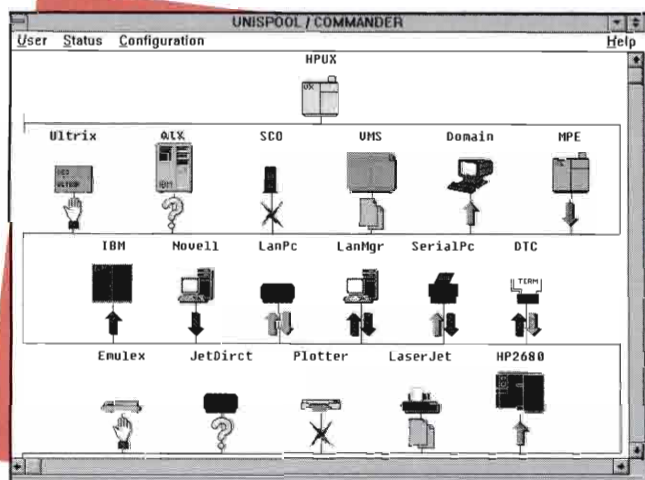 UNISPOOL / COMMANDER
User Status Configuration Help
HPUX
Ultrix AIX SCO VMS Domain MPE
IBM
IBM Novell LanPc LanMgr SerialPc DTC
TERM
Emulex JetDirct Plotter LaserJet HP2680